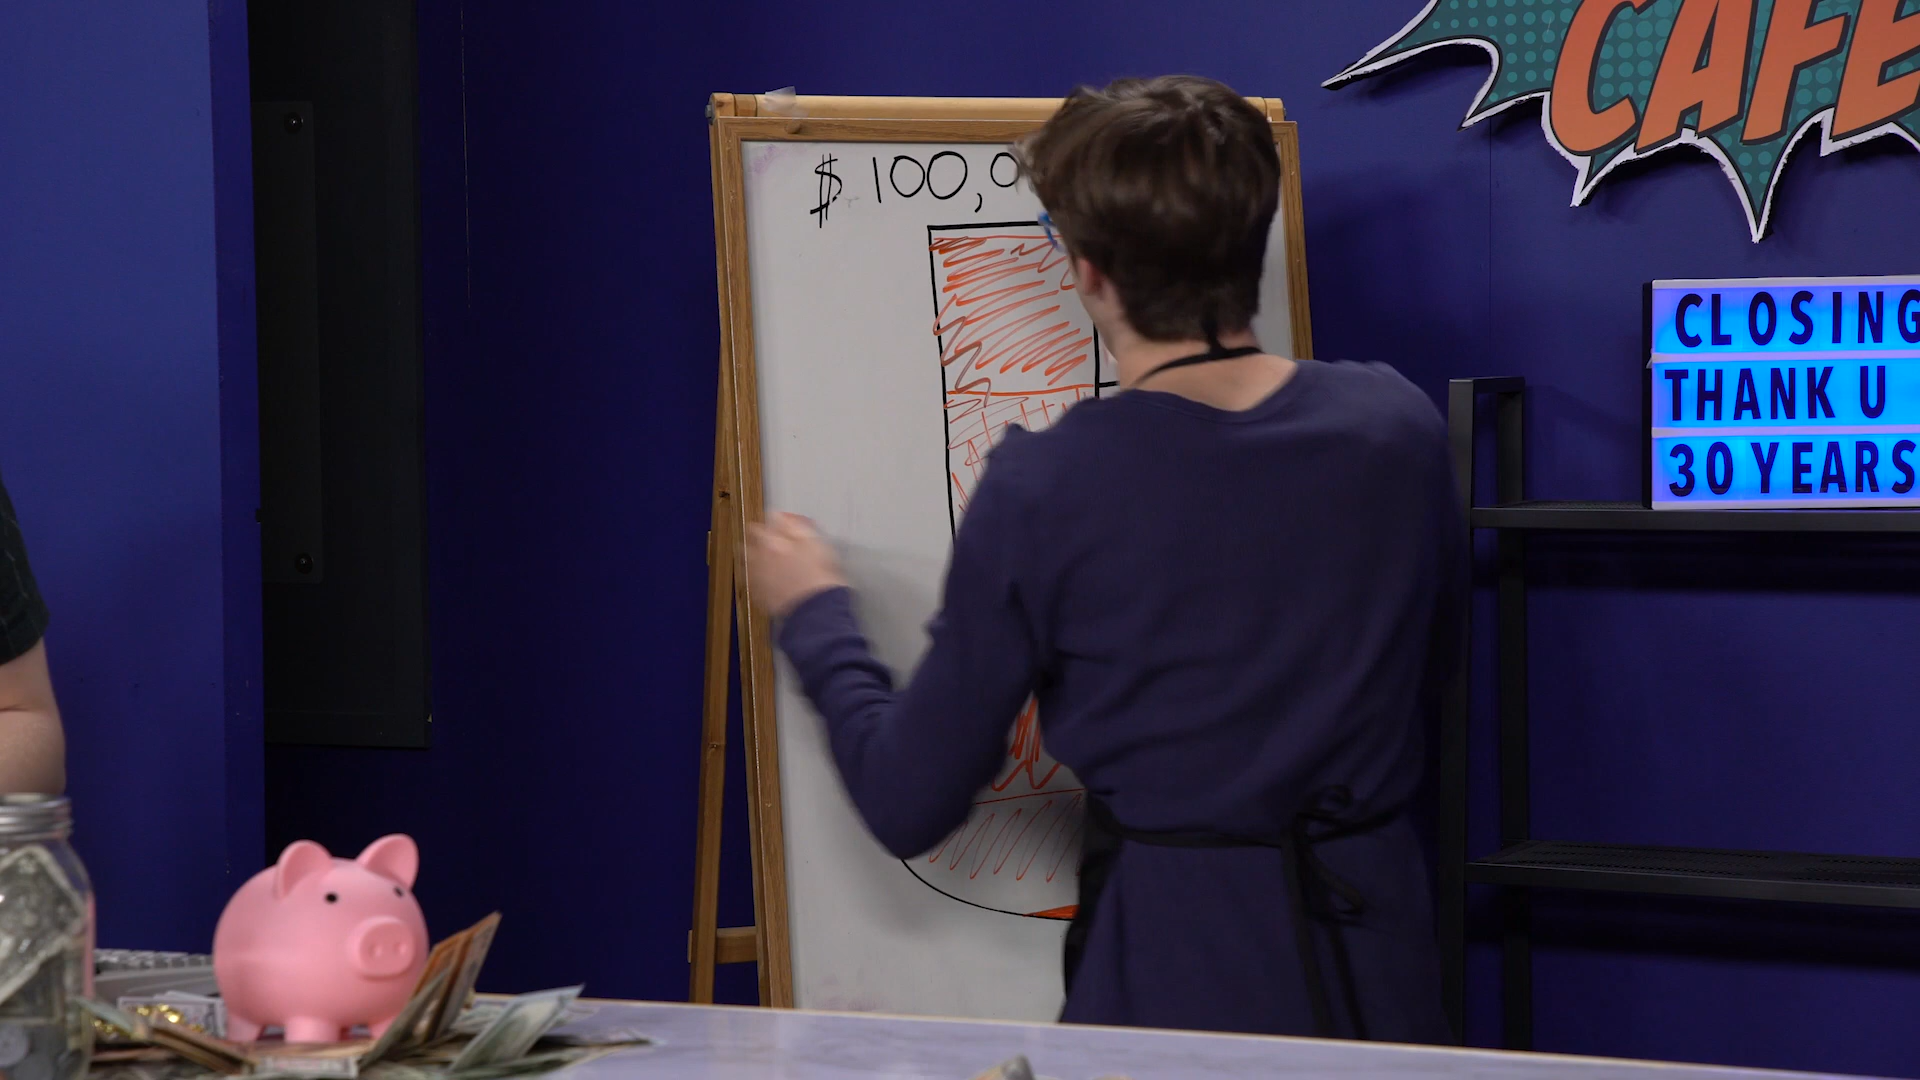 $ 100,0
CAFE
CLOSING
THANK U
30 YEARS